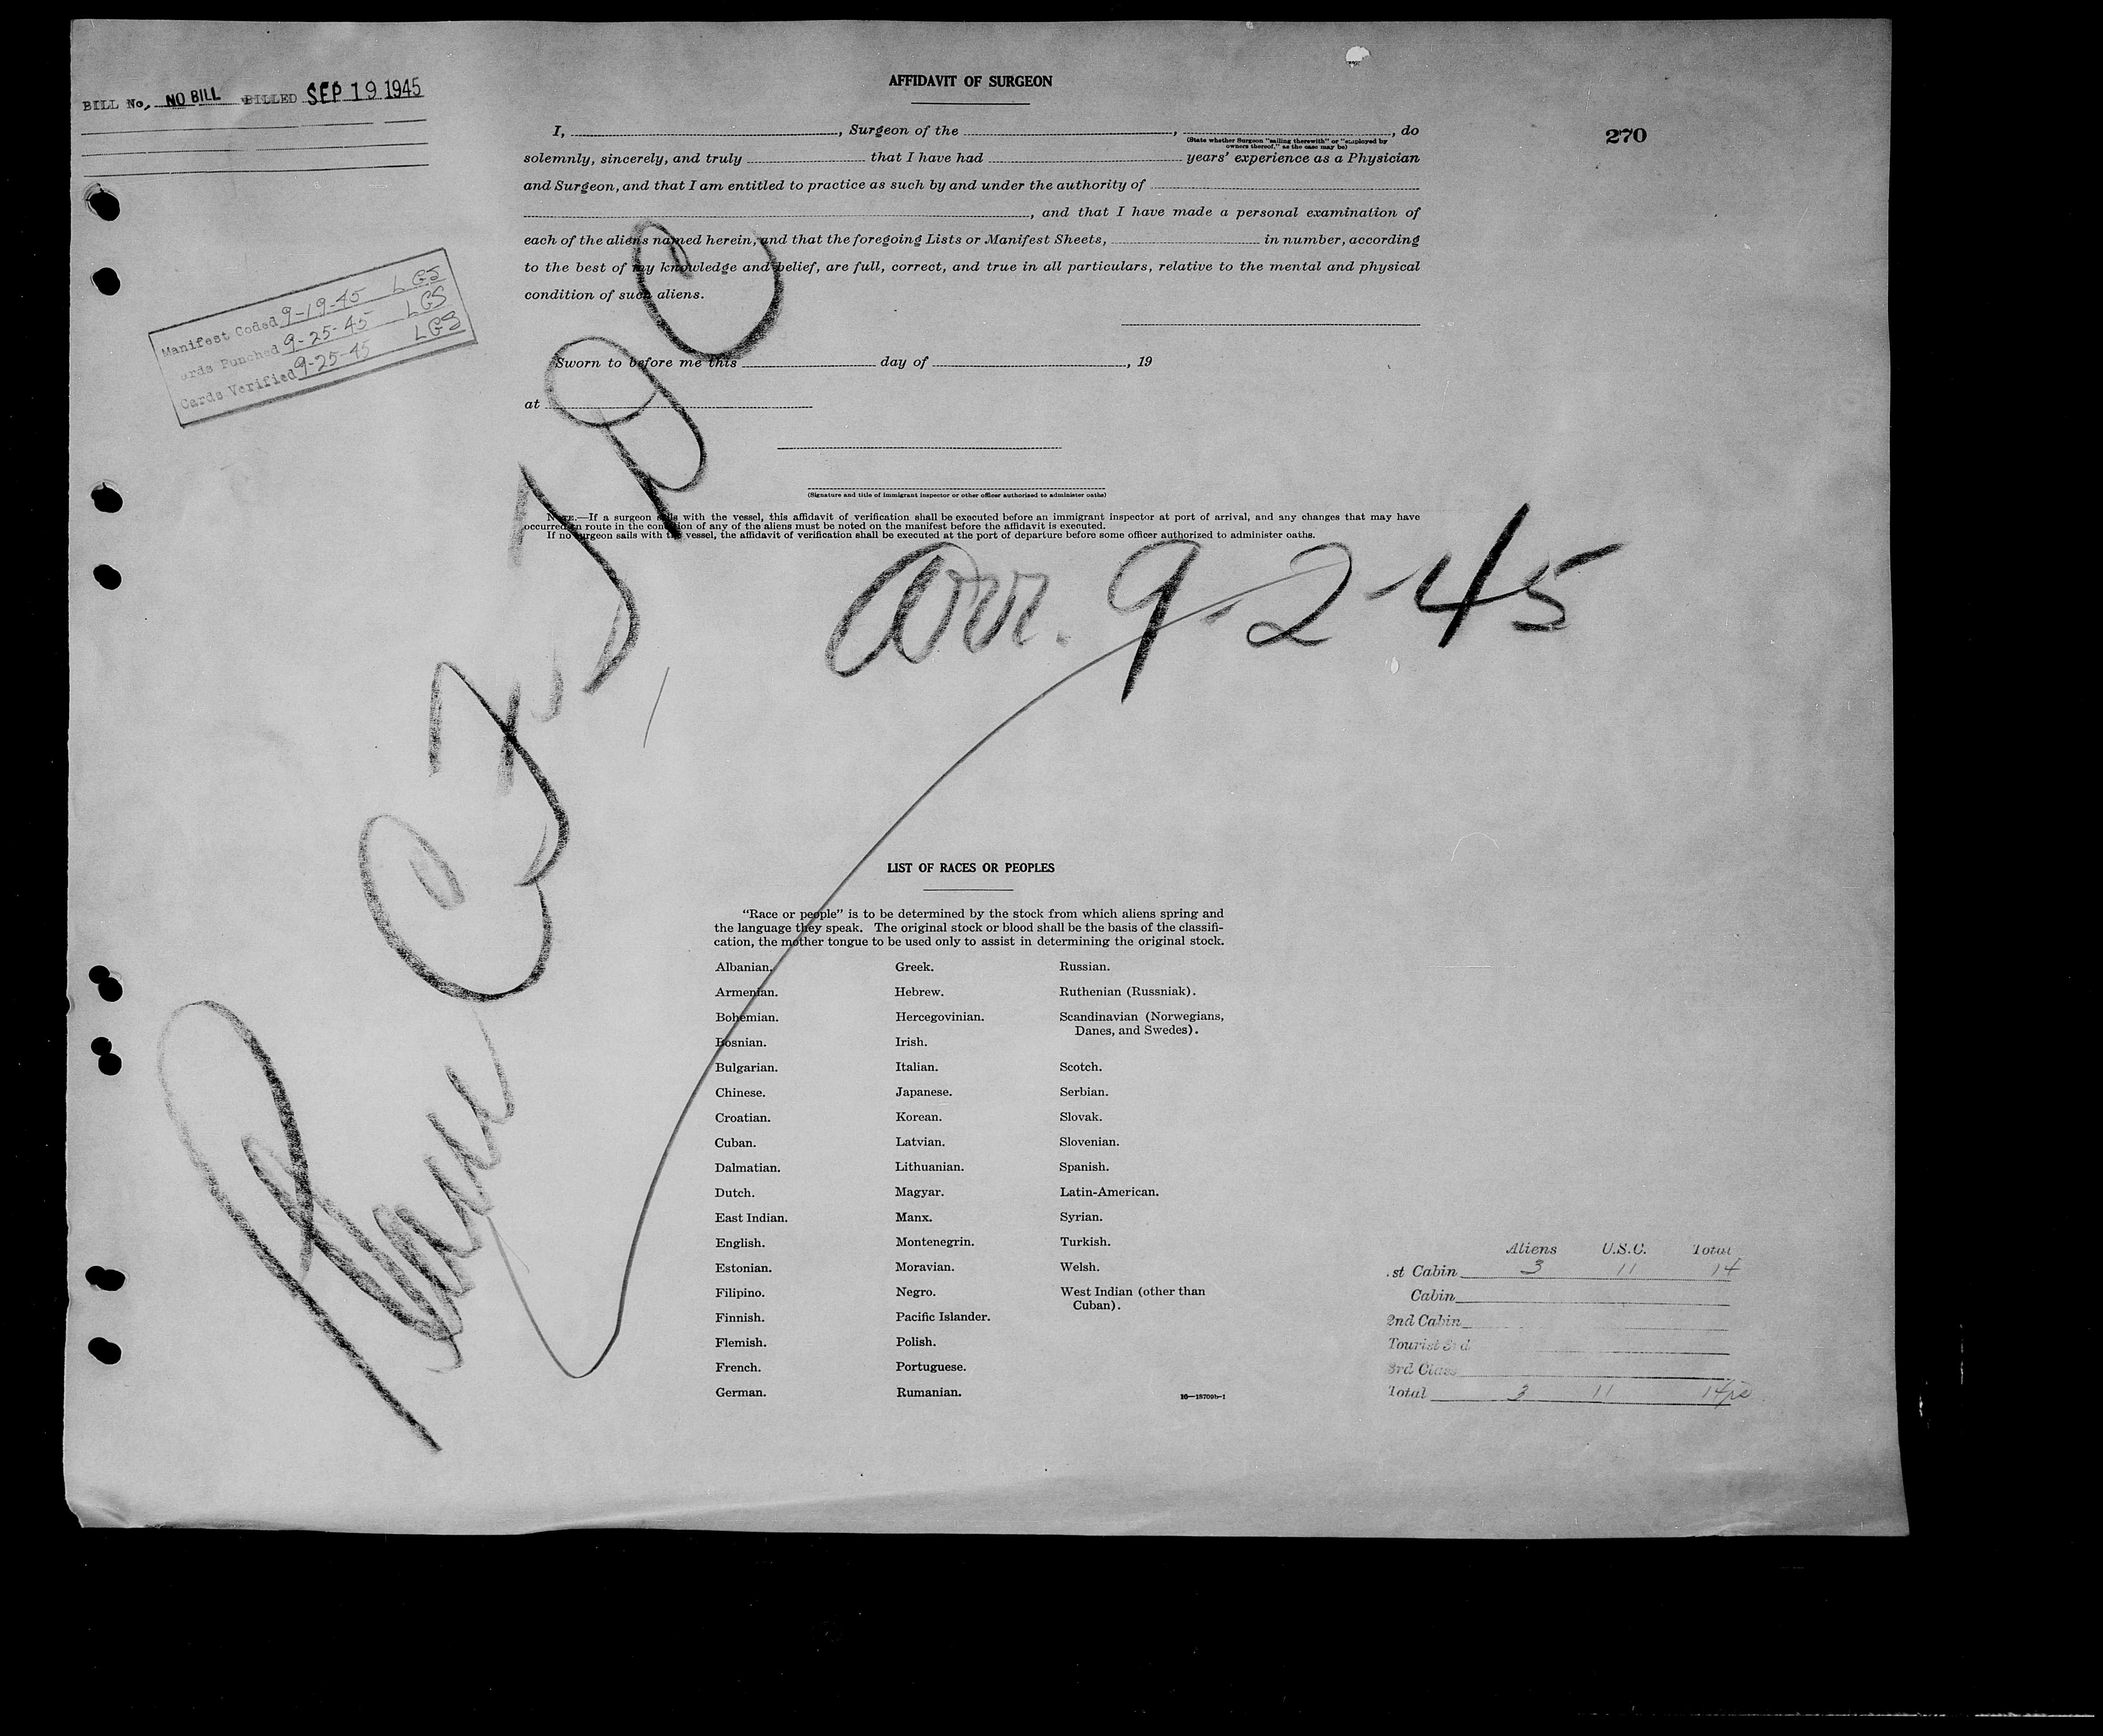 BILL No. NO BILL BILLED SEP 19 1945
270
Manifest Coded 9-19-45 LGS
ards Punched 9-25-45 LGS
Cards Verified 9-25-45 LGS
AFFIDAVIT OF SURGEON
I, , Surgeon of the , , do
(State whether Surgeon "sailing therewith" or "employed by
owners thereof," as the case may be)
solemnly, sincerely, and truly that I have had years' experience as a Physician
and Surgeon, and that I am entitled to practice as such by and under the authority of
, and that I have made a personal examination of
each of the aliens named herein, and that the foregoing Lists or Manifest Sheets, in number, according
to the best of my knowledge and belief, are full, correct, and true in all particulars, relative to the mental and physical
condition of such aliens.
Sworn to before me this day of , 19
at
(Signature and title of immigrant inspector or other officer authorized to administer oaths)
NOTE.—If a surgeon sails with the vessel, this affidavit of verification shall be executed before an immigrant inspector at port of arrival, and any changes that may have
occurred en route in the condition of any of the aliens must be noted on the manifest before the affidavit is executed.
If no surgeon sails with the vessel, the affidavit of verification shall be executed at the port of departure before some officer authorized to administer oaths.
Plane
arr. 9-2-45
LIST OF RACES OR PEOPLES
"Race or people" is to be determined by the stock from which aliens spring and
the language they speak. The original stock or blood shall be the basis of the classifi-
cation, the mother tongue to be used only to assist in determining the original stock.
Albanian. Greek. Russian.
Armenian. Hebrew. Ruthenian (Russniak).
Bohemian. Hercegovinian. Scandinavian (Norwegians,
Danes, and Swedes).
Bosnian. Irish.
Bulgarian. Italian. Scotch.
Chinese. Japanese. Serbian.
Croatian. Korean. Slovak.
Cuban. Latvian. Slovenian.
Dalmatian. Lithuanian. Spanish.
Dutch. Magyar. Latin-American.
East Indian. Manx. Syrian.
English. Montenegrin. Turkish.
Estonian. Moravian. Welsh.
Filipino. Negro. West Indian (other than
Cuban).
Finnish. Pacific Islander.
Flemish. Polish.
French. Portuguese.
German. Rumanian.
16—18709b-1
Aliens U.S.C. Total
st Cabin 3 11 14
Cabin
2nd Cabin
Tourist 3rd
3rd Class
Total 3 11 14